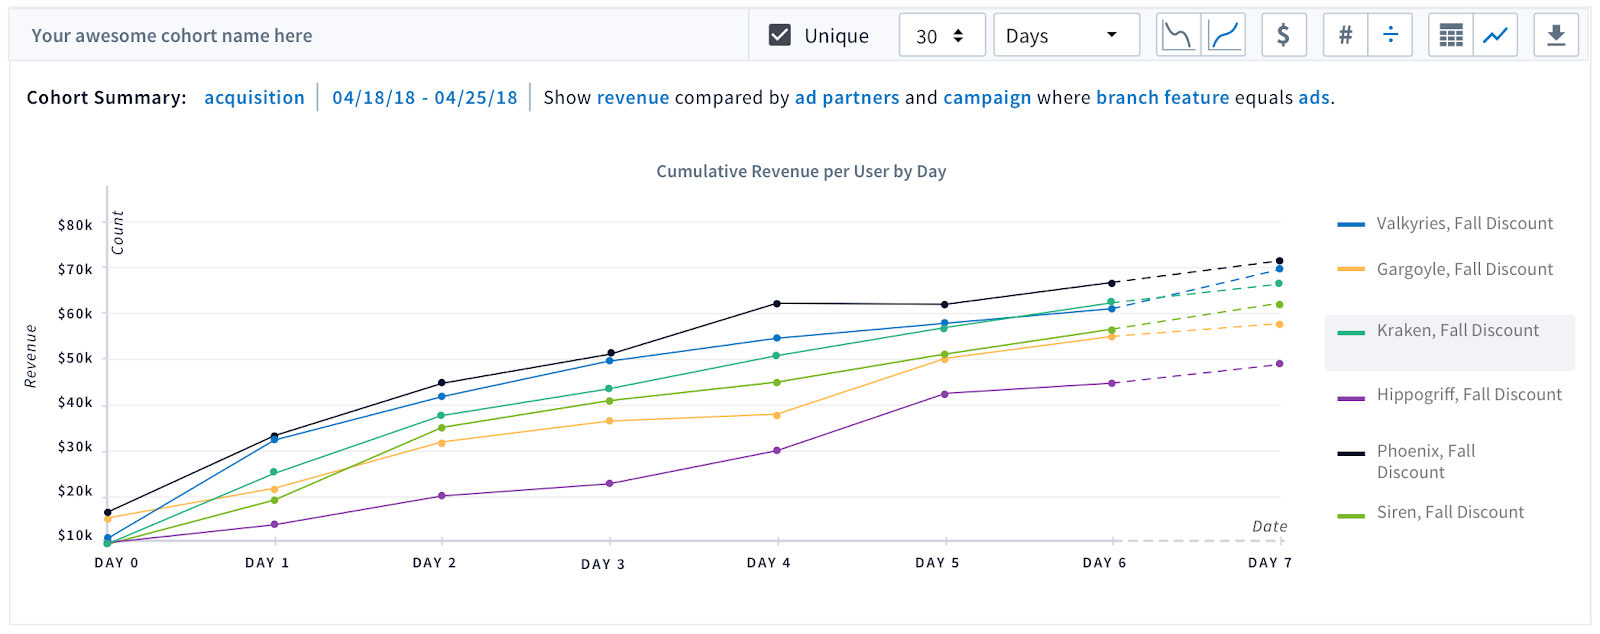 Your awesome cohort name here
Unique
30
Days
$
#
÷
Cohort Summary: acquisition 04/18/18 - 04/25/18 Show revenue compared by ad partners and campaign where branch feature equals ads.
Cumulative Revenue per User by Day
Revenue
Count
$80k
$70k
$60k
$50k
$40k
$30k
$20k
$10k
Date
DAY 0 DAY 1 DAY 2 DAY 3 DAY 4 DAY 5 DAY 6 DAY 7
Valkyries, Fall Discount
Gargoyle, Fall Discount
Kraken, Fall Discount
Hippogriff, Fall Discount
Phoenix, Fall
Discount
Siren, Fall Discount